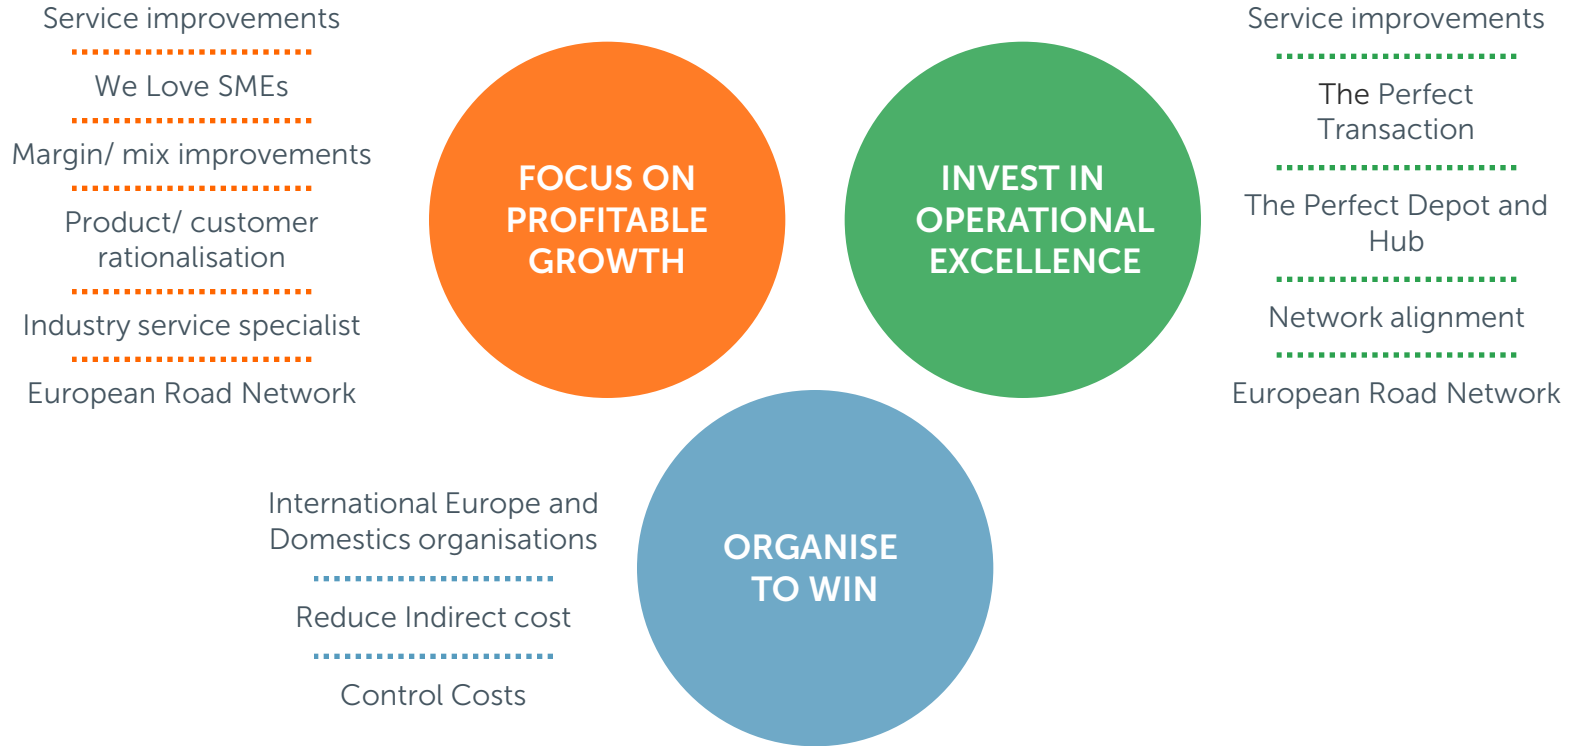 Service improvements
We Love SMEs
Margin/ mix improvements
Product/ customer
rationalisation
Industry service specialist
European Road Network
FOCUS ON
PROFITABLE
GROWTH
INVEST IN
OPERATIONAL
EXCELLENCE
Service improvements
The Perfect
Transaction
The Perfect Depot and
Hub
Network alignment
European Road Network
International Europe and
Domestics organisations
Reduce Indirect cost
Control Costs
ORGANISE
TO WIN